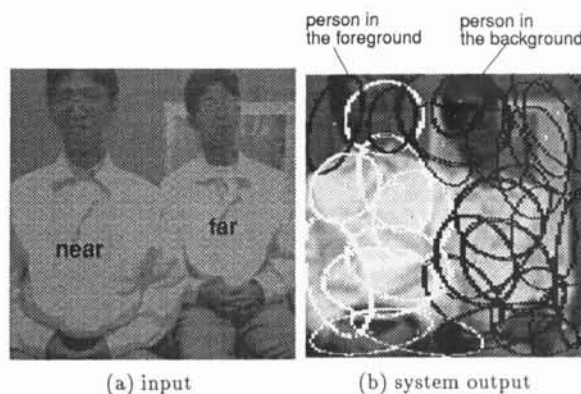 person in
the foreground
person in
the background
near
far
(a) input
(b) system output